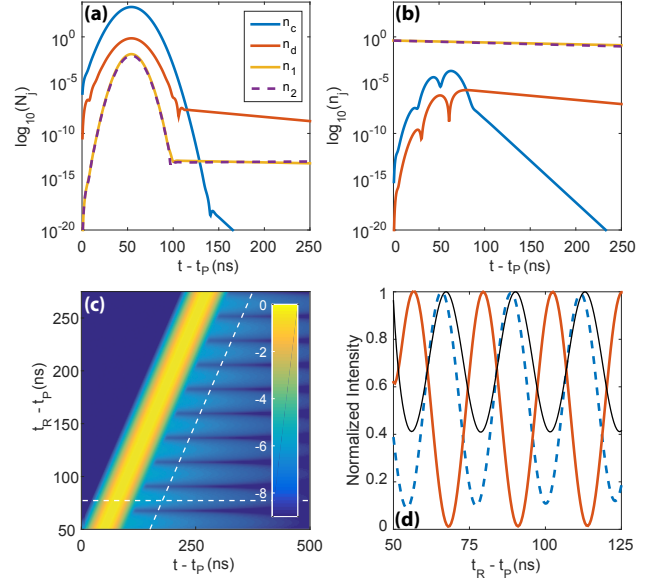 (a)
n_c
n_d
n_1
n_2
log10(N_j)
10^0
10^-5
10^-10
10^-15
10^-20
0 50 100 150 200 250
t - t_P (ns)
(b)
log10(n_j)
10^0
10^-5
10^-10
10^-15
10^-20
0 50 100 150 200 250
t - t_P (ns)
(c)
t_R - t_P (ns)
250
200
150
100
50
0 250 500
t - t_P (ns)
0
-2
-4
-6
-8
Normalized Intensity
1
0.8
0.6
0.4
0.2
0
(d)
50 75 100 125
t_R - t_P (ns)